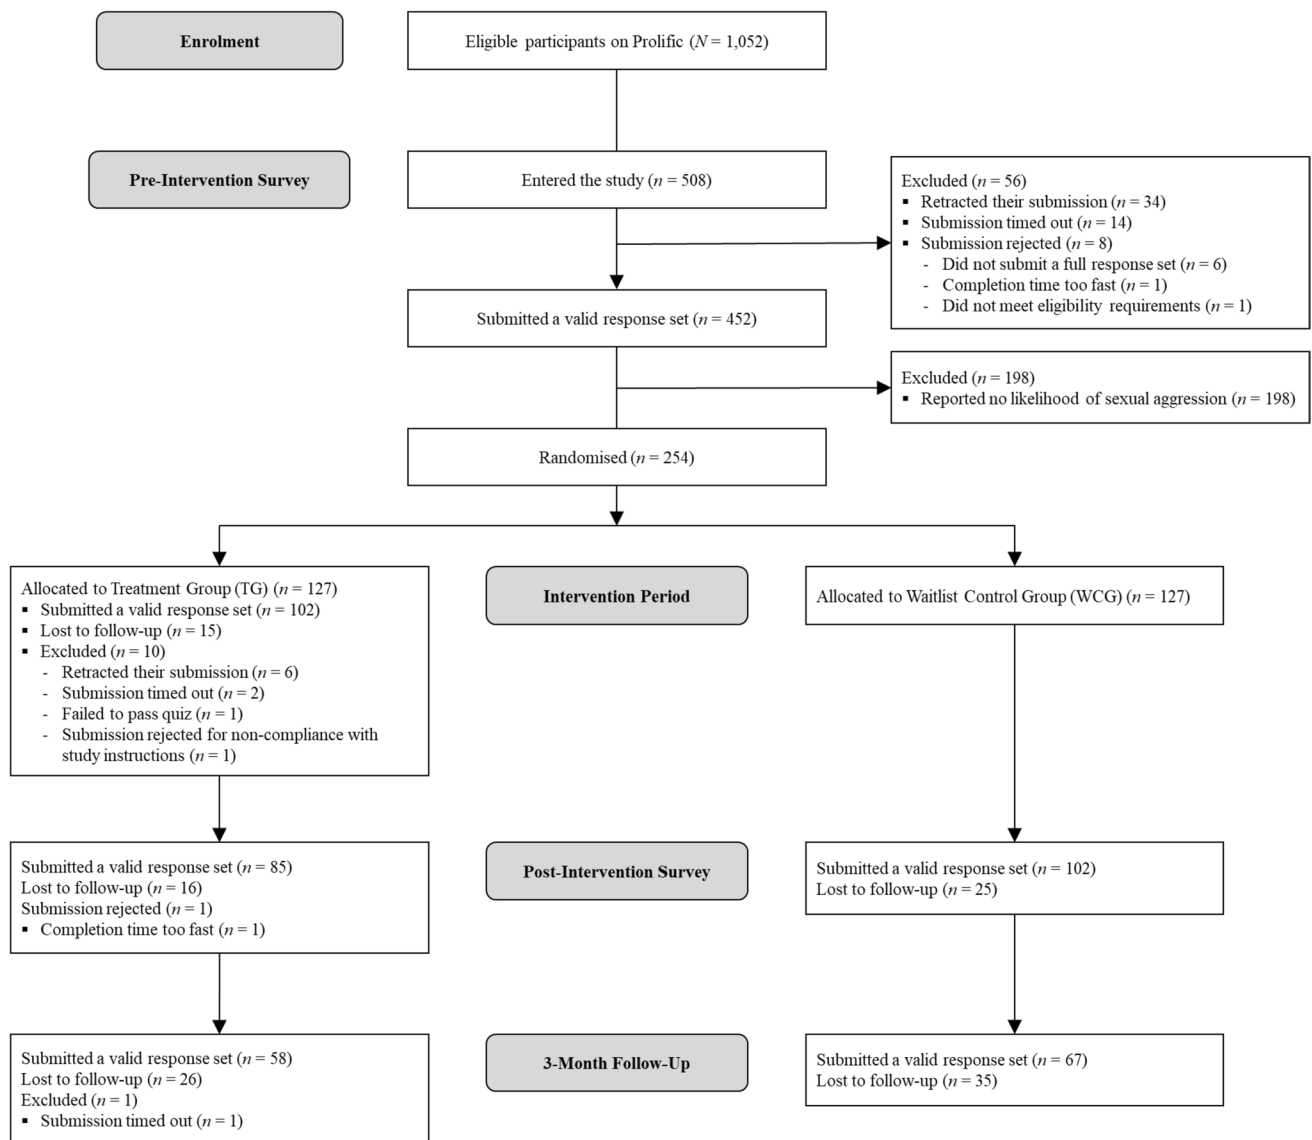 Enrolment
Eligible participants on Prolific (N = 1,052)
Pre-Intervention Survey
Entered the study (n = 508)
Excluded (n = 56)
▪ Retracted their submission (n = 34)
▪ Submission timed out (n = 14)
▪ Submission rejected (n = 8)
- Did not submit a full response set (n = 6)
- Completion time too fast (n = 1)
- Did not meet eligibility requirements (n = 1)
Submitted a valid response set (n = 452)
Excluded (n = 198)
▪ Reported no likelihood of sexual aggression (n = 198)
Randomised (n = 254)
Allocated to Treatment Group (TG) (n = 127)
▪ Submitted a valid response set (n = 102)
▪ Lost to follow-up (n = 15)
▪ Excluded (n = 10)
- Retracted their submission (n = 6)
- Submission timed out (n = 2)
- Failed to pass quiz (n = 1)
- Submission rejected for non-compliance with
study instructions (n = 1)
Intervention Period
Allocated to Waitlist Control Group (WCG) (n = 127)
Submitted a valid response set (n = 85)
Lost to follow-up (n = 16)
Submission rejected (n = 1)
▪ Completion time too fast (n = 1)
Post-Intervention Survey
Submitted a valid response set (n = 102)
Lost to follow-up (n = 25)
Submitted a valid response set (n = 58)
Lost to follow-up (n = 26)
Excluded (n = 1)
▪ Submission timed out (n = 1)
3-Month Follow-Up
Submitted a valid response set (n = 67)
Lost to follow-up (n = 35)